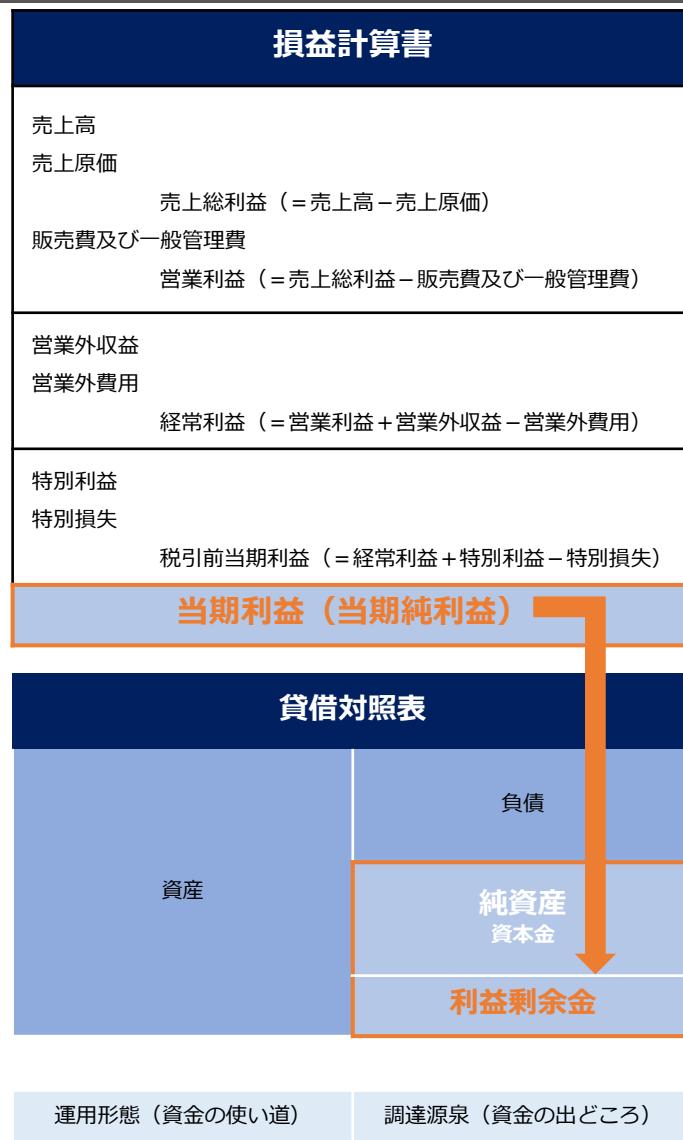 損益計算書
売上高
売上原価
売上総利益（＝売上高－売上原価）
販売費及び一般管理費
営業利益（＝売上総利益－販売費及び一般管理費）
営業外収益
営業外費用
経常利益（＝営業利益＋営業外収益－営業外費用）
特別利益
特別損失
税引前当期利益（＝経常利益＋特別利益－特別損失）
当期利益（当期純利益）
貸借対照表
負債
資産
純資産
資本金
利益剰余金
運用形態（資金の使い道）
調達源泉（資金の出どころ）